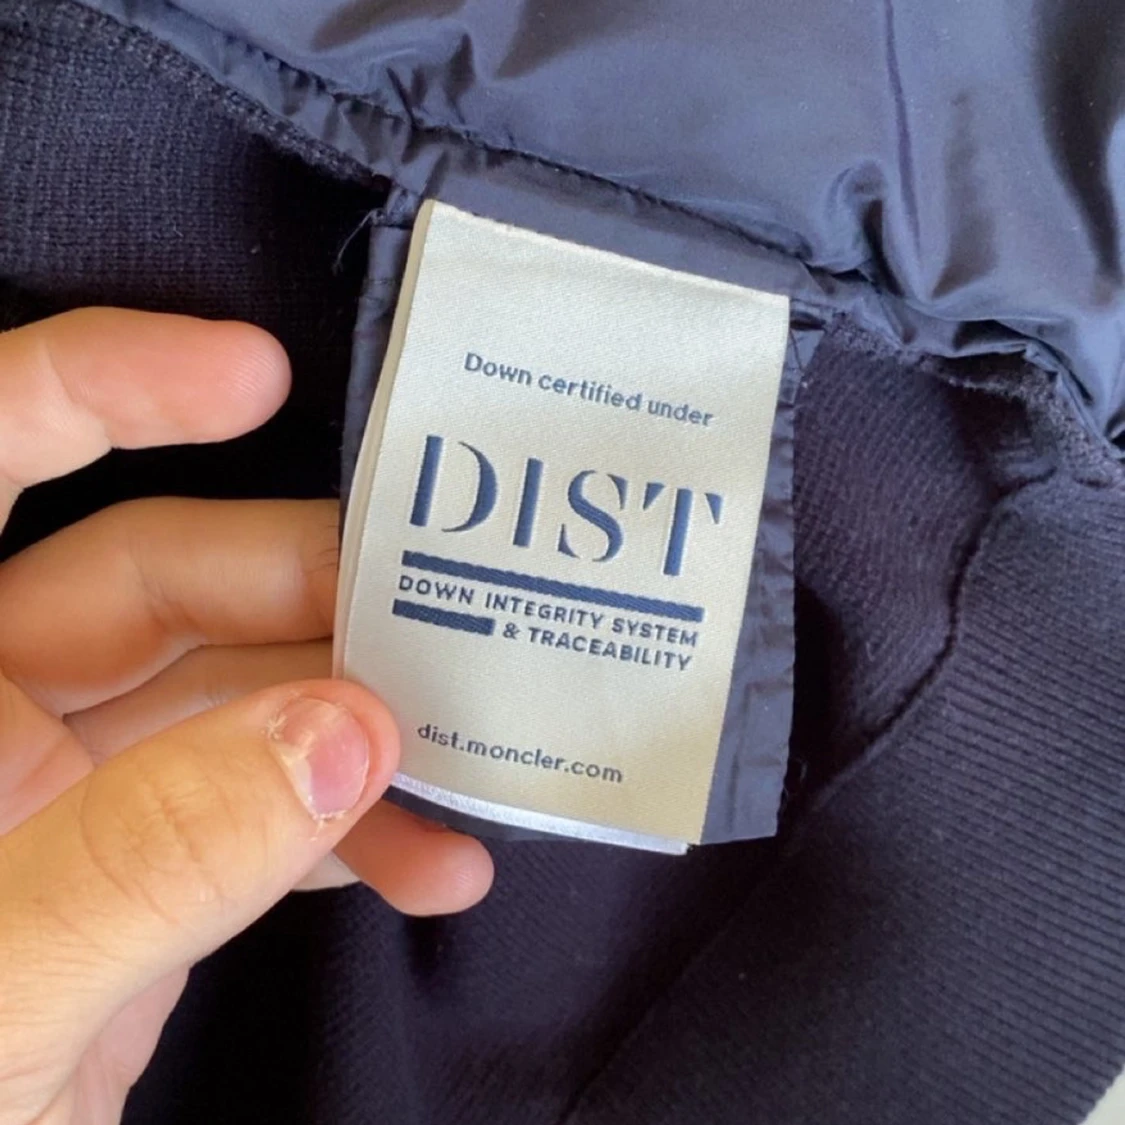 Down certified under
DIST
DOWN INTEGRITY SYSTEM
& TRACEABILITY
dist.moncler.com